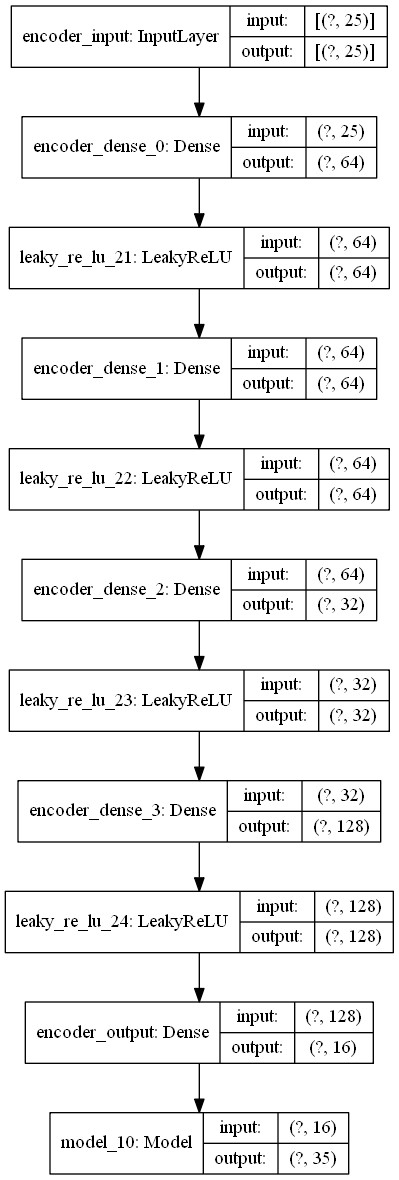 encoder_input: InputLayer
input: [(?, 25)]
output: [(?, 25)]
encoder_dense_0: Dense
input: (?, 25)
output: (?, 64)
leaky_re_lu_21: LeakyReLU
input: (?, 64)
output: (?, 64)
encoder_dense_1: Dense
input: (?, 64)
output: (?, 64)
leaky_re_lu_22: LeakyReLU
input: (?, 64)
output: (?, 64)
encoder_dense_2: Dense
input: (?, 64)
output: (?, 32)
leaky_re_lu_23: LeakyReLU
input: (?, 32)
output: (?, 32)
encoder_dense_3: Dense
input: (?, 32)
output: (?, 128)
leaky_re_lu_24: LeakyReLU
input: (?, 128)
output: (?, 128)
encoder_output: Dense
input: (?, 128)
output: (?, 16)
model_10: Model
input: (?, 16)
output: (?, 35)